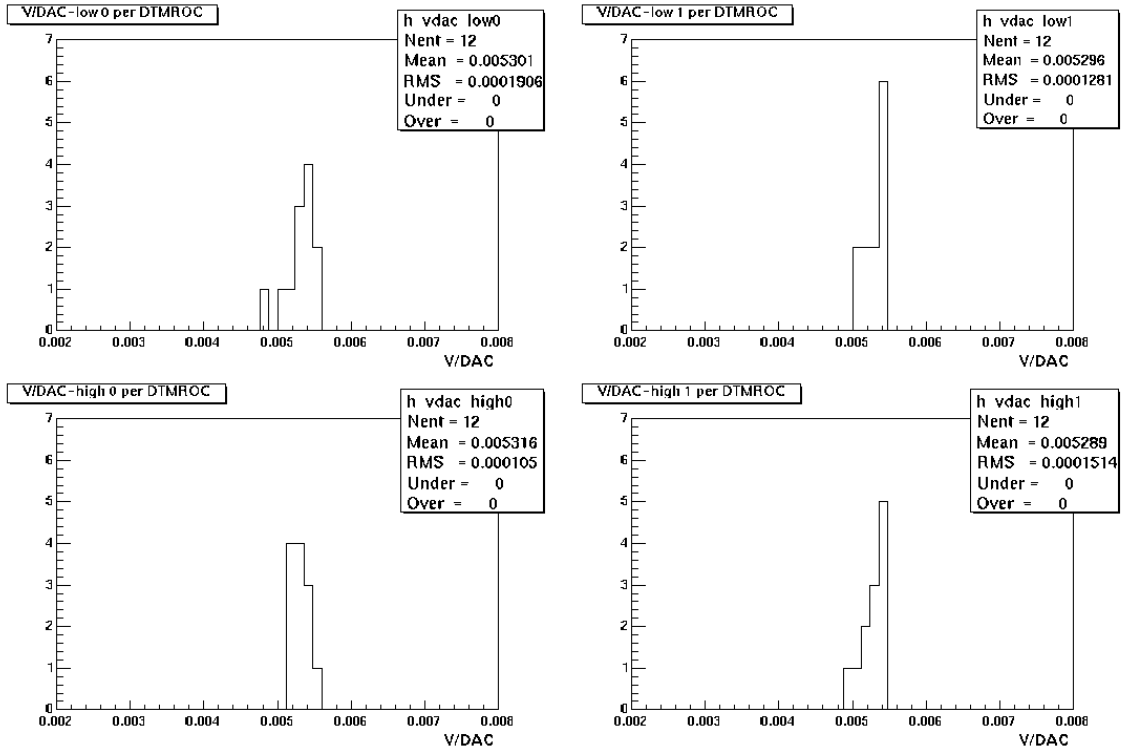 V/DAC-low 0 per DTMROC
h vdac low0
Nent = 12
Mean = 0.005301
RMS = 0.0001906
Under = 0
Over = 0
7
6
5
4
3
2
1
0
0.002 0.003 0.004 0.005 0.006 0.007 0.008
V/DAC
V/DAC-low 1 per DTMROC
h vdac low1
Nent = 12
Mean = 0.005296
RMS = 0.0001281
Under = 0
Over = 0
7
6
5
4
3
2
1
0
0.002 0.003 0.004 0.005 0.006 0.007 0.008
V/DAC
V/DAC-high 0 per DTMROC
h vdac high0
Nent = 12
Mean = 0.005316
RMS = 0.000105
Under = 0
Over = 0
7
6
5
4
3
2
1
0
0.002 0.003 0.004 0.005 0.006 0.007 0.008
V/DAC
V/DAC-high 1 per DTMROC
h vdac high1
Nent = 12
Mean = 0.005289
RMS = 0.0001514
Under = 0
Over = 0
7
6
5
4
3
2
1
0
0.002 0.003 0.004 0.005 0.006 0.007 0.008
V/DAC